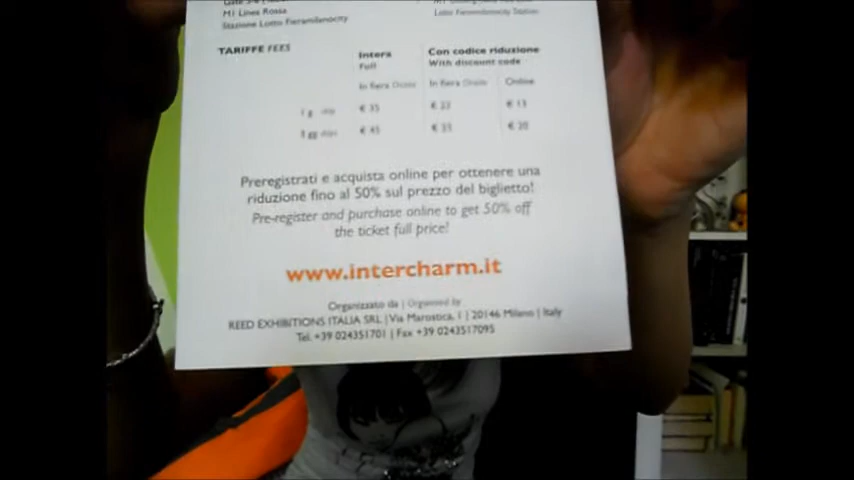 M1 Linea Rossa
Stazione Lotto Fieramilanocity
Lotto Fieramilanocity Station
TARIFFE FEES
Intera
Full
Con codice riduzione
With discount code
In fiera Onsite
In fiera Onsite
Online
€ 35
€ 15
€ 45
€ 20
Preregistrati e acquista online per ottenere una
riduzione fino al 50% sul prezzo del biglietto!
Pre-register and purchase online to get 50% off
the ticket full price!
www.intercharm.it
Organizzato da | Organised by
REED EXHIBITIONS ITALIA SRL | Via Marostica, 1 | 20146 Milano | Italy
Tel. +39 024351701 | Fax +39 0243517095